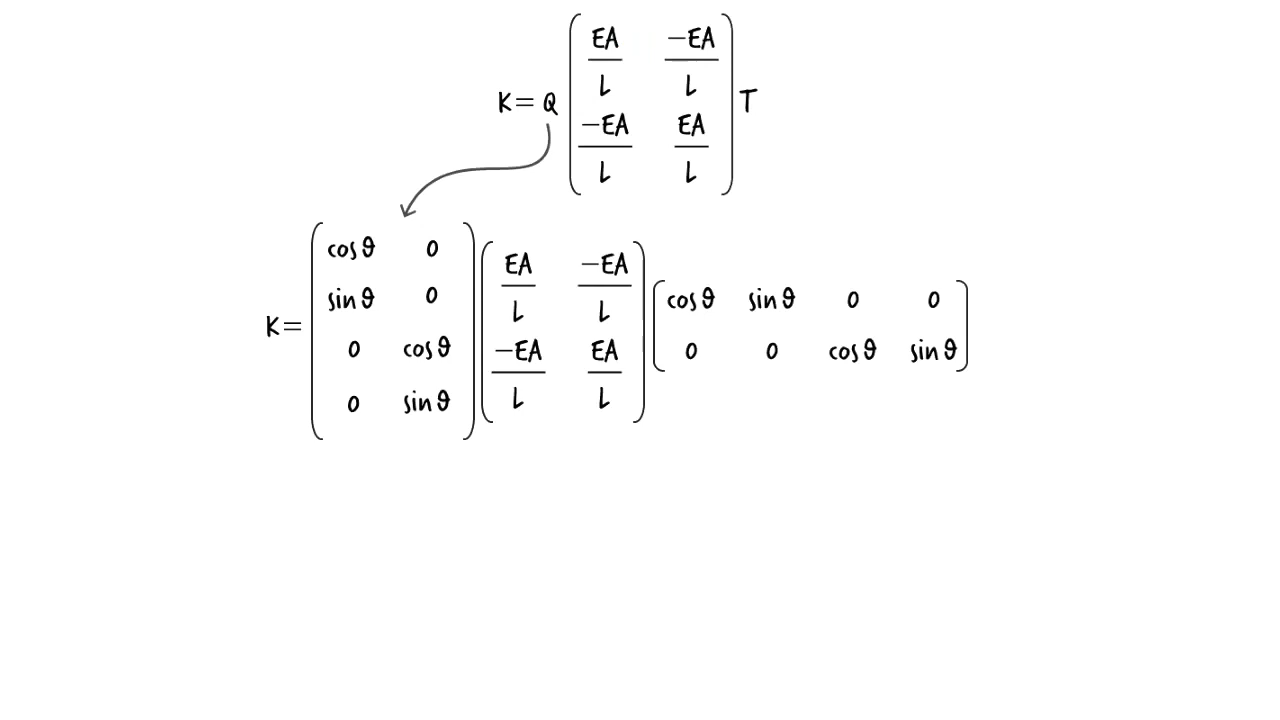 K = Q ( EA/L −EA/L
−EA/L EA/L ) T
K = ( cos ϑ 0
sin ϑ 0
0 cos ϑ
0 sin ϑ ) ( EA/L −EA/L
−EA/L EA/L ) ( cos ϑ sin ϑ 0 0
0 0 cos ϑ sin ϑ )